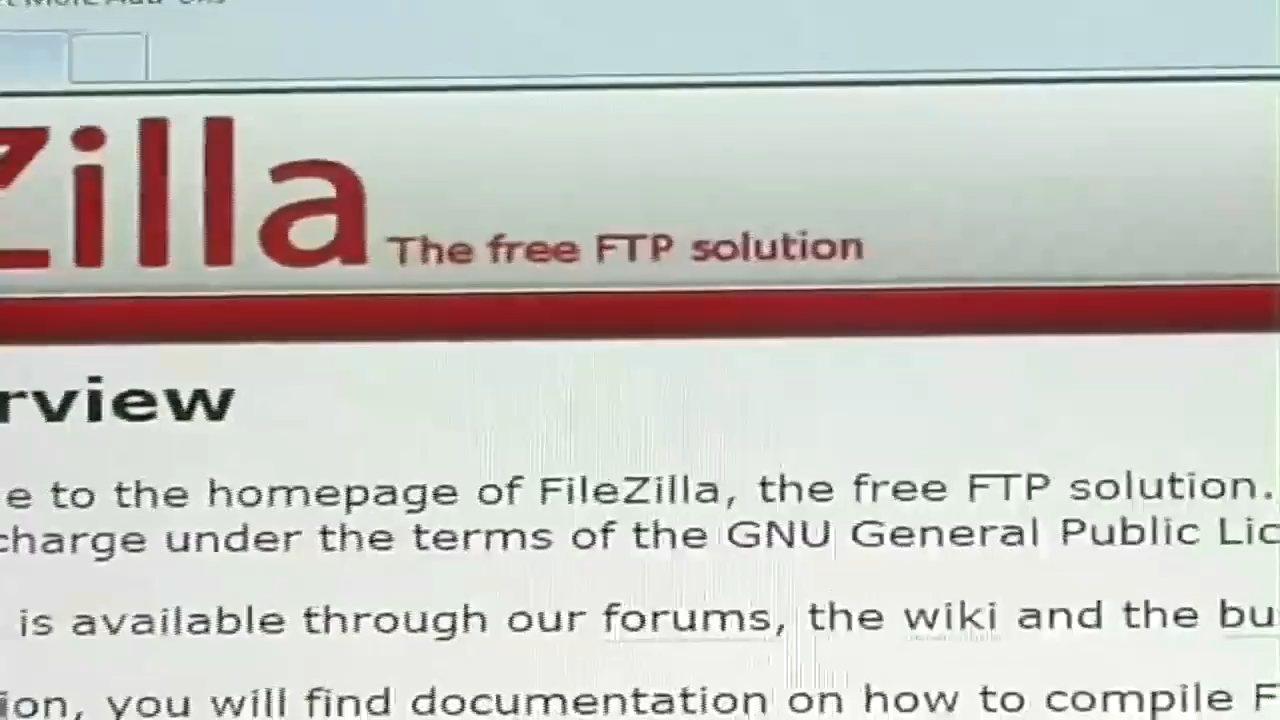 Zilla The free FTP solution
rview
e to the homepage of FileZilla, the free FTP solution.
charge under the terms of the GNU General Public Lic
is available through our forums, the wiki and the bu
ion, you will find documentation on how to compile F